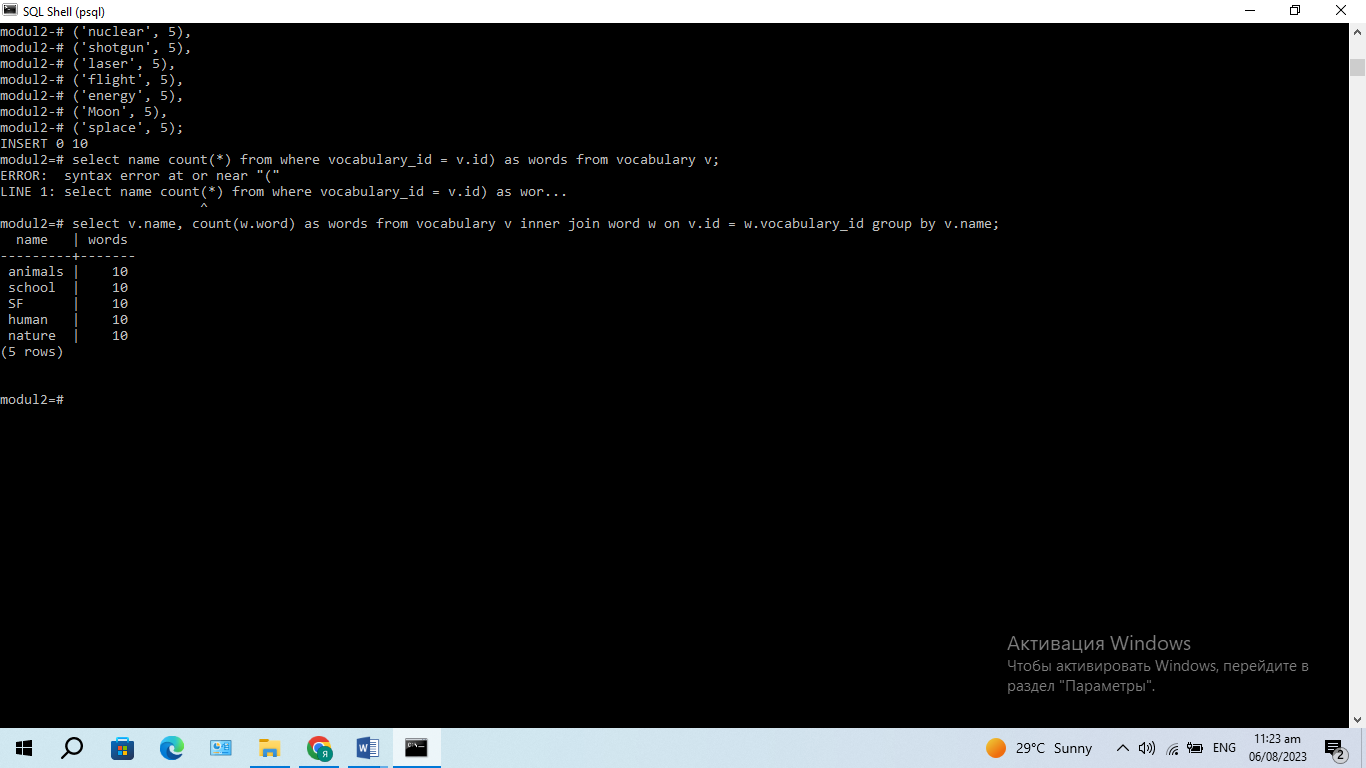 SQL Shell (psql)
modul2-# ('nuclear', 5),
modul2-# ('shotgun', 5),
modul2-# ('laser', 5),
modul2-# ('flight', 5),
modul2-# ('energy', 5),
modul2-# ('Moon', 5),
modul2-# ('splace', 5);
INSERT 0 10
modul2=# select name count(*) from where vocabulary_id = v.id) as words from vocabulary v;
ERROR:  syntax error at or near "("
LINE 1: select name count(*) from where vocabulary_id = v.id) as wor...
^
modul2=# select v.name, count(w.word) as words from vocabulary v inner join word w on v.id = w.vocabulary_id group by v.name;
name   | words
---------+-------
animals |    10
school  |    10
SF      |    10
human   |    10
nature  |    10
(5 rows)
modul2=#
Активация Windows
Чтобы активировать Windows, перейдите в
раздел "Параметры".
29°C Sunny
ENG
11:23 am
06/08/2023
2
Я
C:\_
W